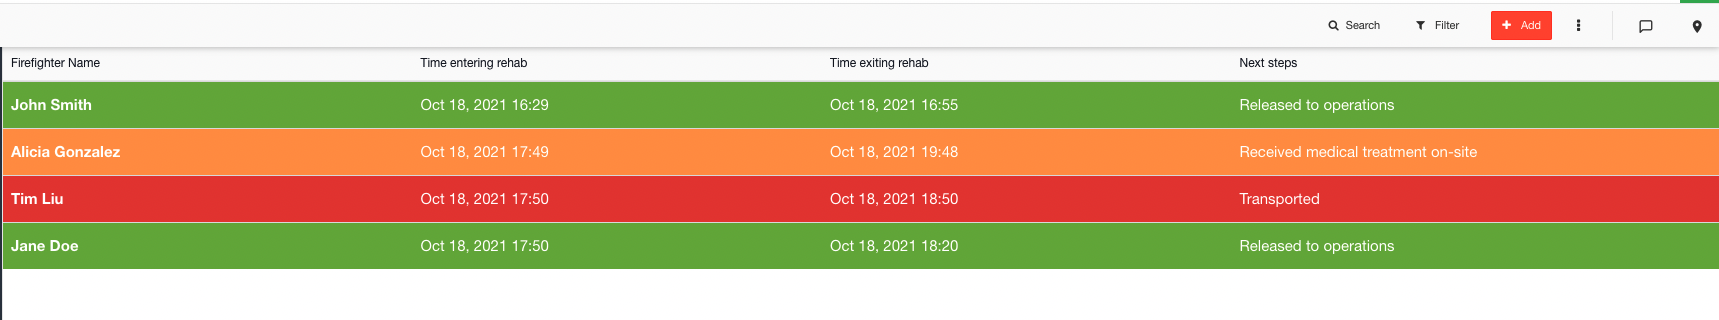 Search Filter + Add
Firefighter Name Time entering rehab Time exiting rehab Next steps
John Smith Oct 18, 2021 16:29 Oct 18, 2021 16:55 Released to operations
Alicia Gonzalez Oct 18, 2021 17:49 Oct 18, 2021 19:48 Received medical treatment on-site
Tim Liu Oct 18, 2021 17:50 Oct 18, 2021 18:50 Transported
Jane Doe Oct 18, 2021 17:50 Oct 18, 2021 18:20 Released to operations